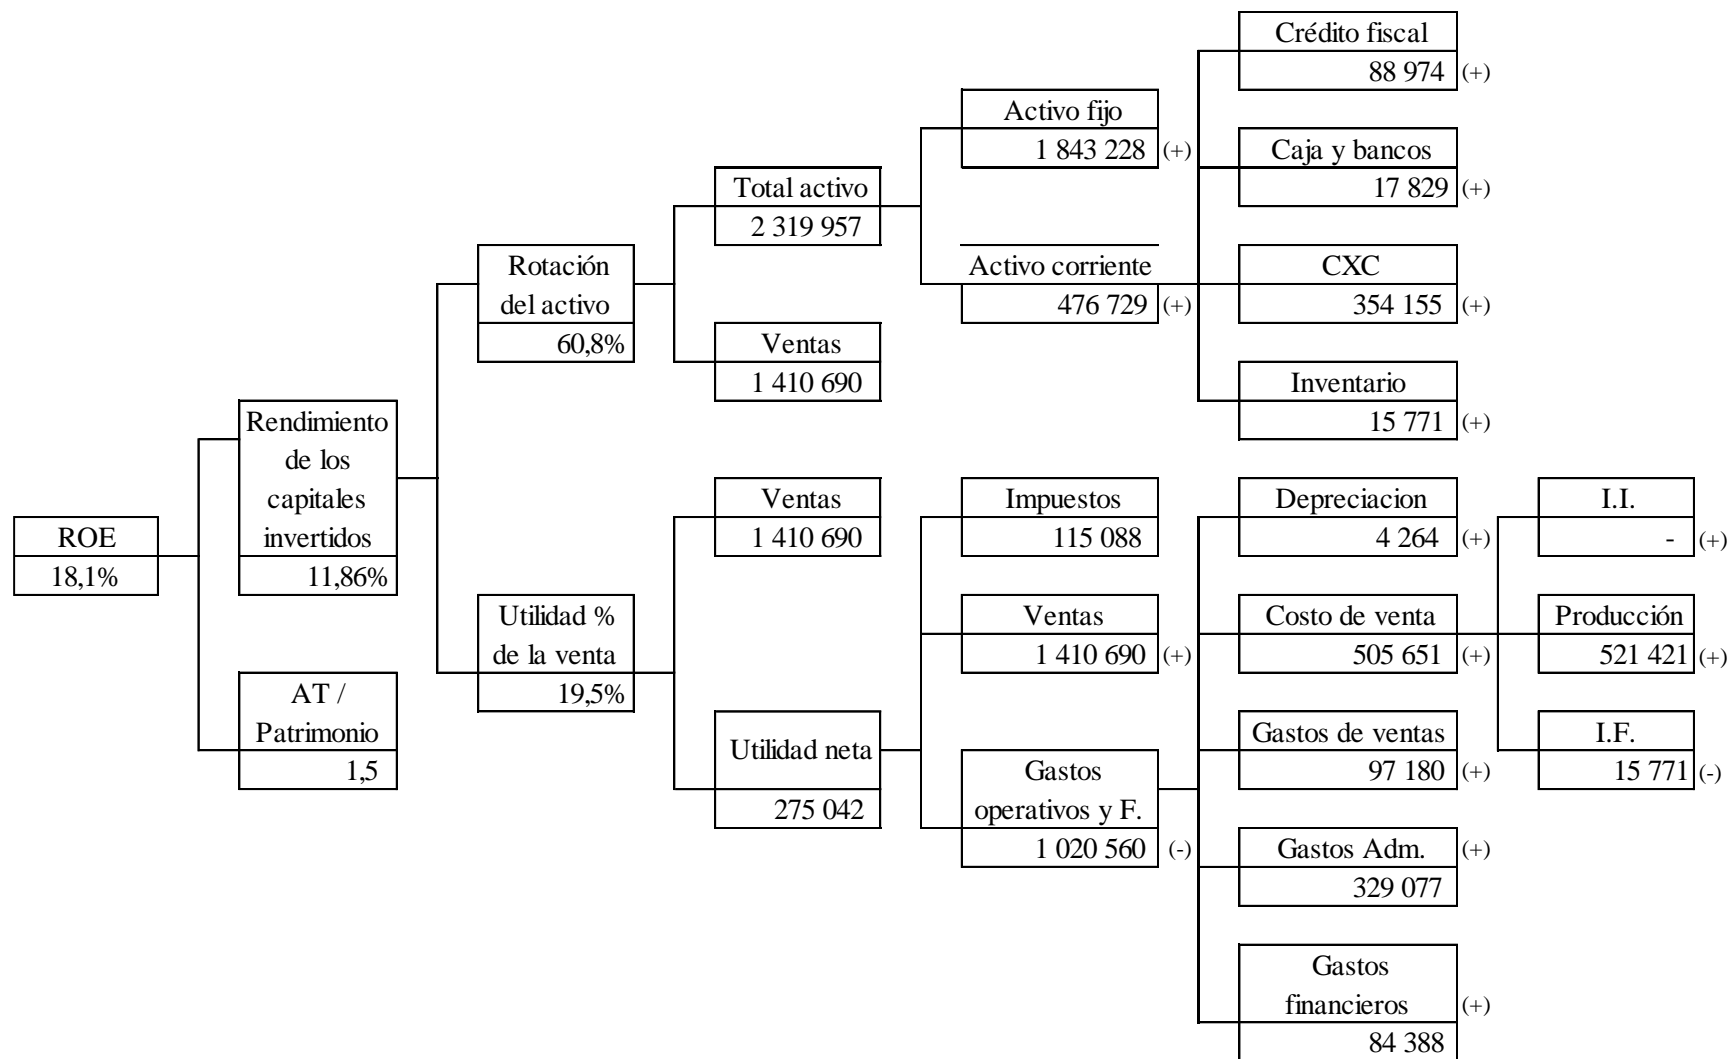 Crédito fiscal
88 974 (+)
Activo fijo
1 843 228 (+)
Caja y bancos
17 829 (+)
Total activo
2 319 957
Rotación
del activo
60,8%
Activo corriente
476 729 (+)
CXC
354 155 (+)
Ventas
1 410 690
Inventario
15 771 (+)
Rendimiento
de los
capitales
invertidos
11,86%
ROE
18,1%
Ventas
1 410 690
Impuestos
115 088
Depreciacion
4 264 (+)
I.I.
- (+)
Utilidad %
de la venta
19,5%
Ventas
1 410 690 (+)
Costo de venta
505 651 (+)
Producción
521 421 (+)
AT /
Patrimonio
1,5
Utilidad neta
275 042
Gastos
operativos y F.
1 020 560 (-)
Gastos de ventas
97 180 (+)
I.F.
15 771 (-)
Gastos Adm. (+)
329 077
Gastos
financieros (+)
84 388